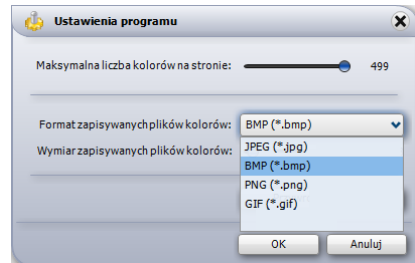 Ustawienia programu
Maksymalna liczba kolorów na stronie: 499
Format zapisywanych plików kolorów: BMP (*.bmp)
Wymiar zapisywanych plików kolorów:
JPEG (*.jpg)
BMP (*.bmp)
PNG (*.png)
GIF (*.gif)
OK Anuluj